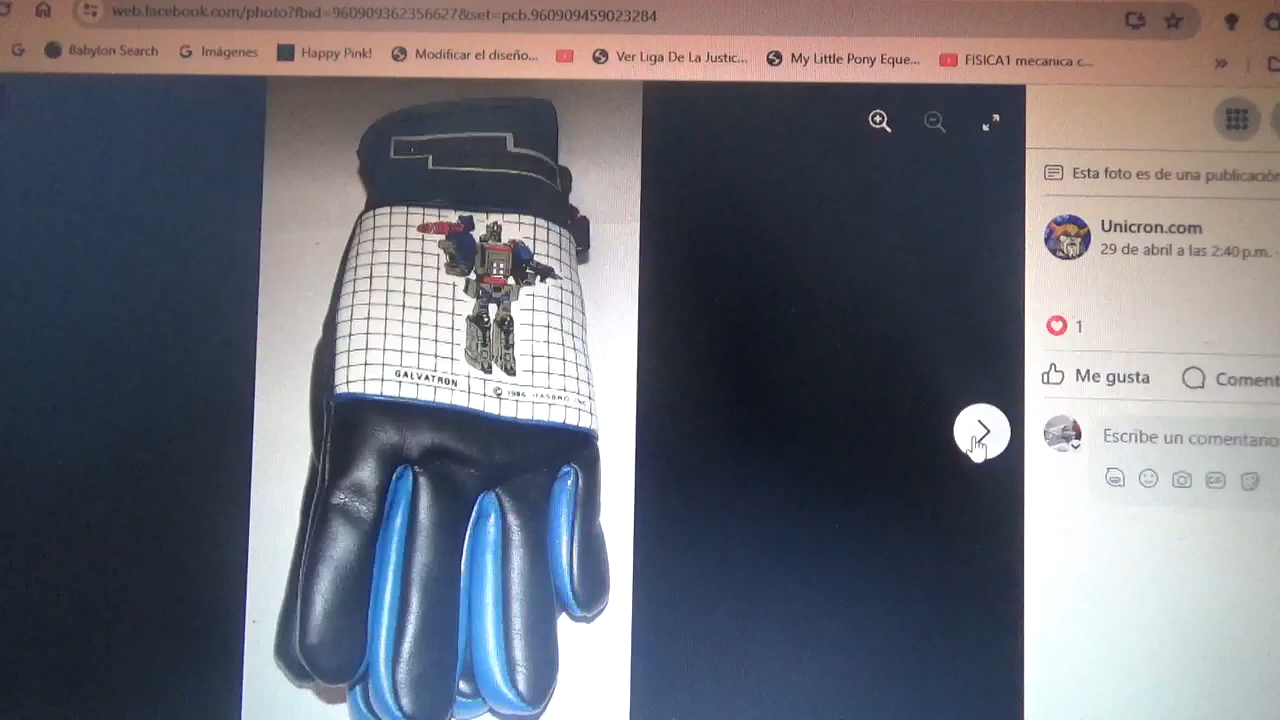 web.facebook.com/photo?fbid=960909362356627&set=pcb.960909459023284
Babylon Search
Imágenes
Happy Pink!
Modificar el diseño...
Ver Liga De La Justic...
My Little Pony Eque...
FISICA1 mecanica c...
Esta foto es de una publicación
Unicron.com
29 de abril a las 2:40 p.m. ·
1
Me gusta
Coment
Escribe un comentario
GALVATRON
© 1986 HASBRO INC